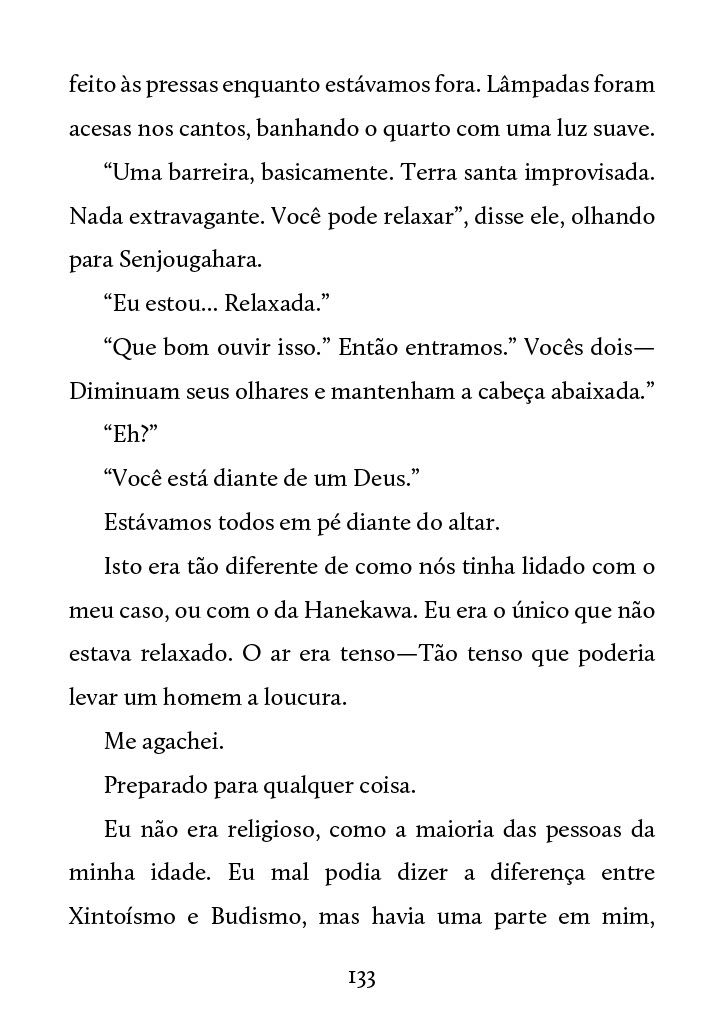 feito às pressas enquanto estávamos fora. Lâmpadas foram
acesas nos cantos, banhando o quarto com uma luz suave.
“Uma barreira, basicamente. Terra santa improvisada.
Nada extravagante. Você pode relaxar”, disse ele, olhando
para Senjougahara.
“Eu estou... Relaxada.”
“Que bom ouvir isso.” Então entramos.” Vocês dois—
Diminuam seus olhares e mantenham a cabeça abaixada.”
“Eh?”
“Você está diante de um Deus.”
Estávamos todos em pé diante do altar.
Isto era tão diferente de como nós tinha lidado com o
meu caso, ou com o da Hanekawa. Eu era o único que não
estava relaxado. O ar era tenso—Tão tenso que poderia
levar um homem a loucura.
Me agachei.
Preparado para qualquer coisa.
Eu não era religioso, como a maioria das pessoas da
minha idade. Eu mal podia dizer a diferença entre
Xintoísmo e Budismo, mas havia uma parte em mim,
133